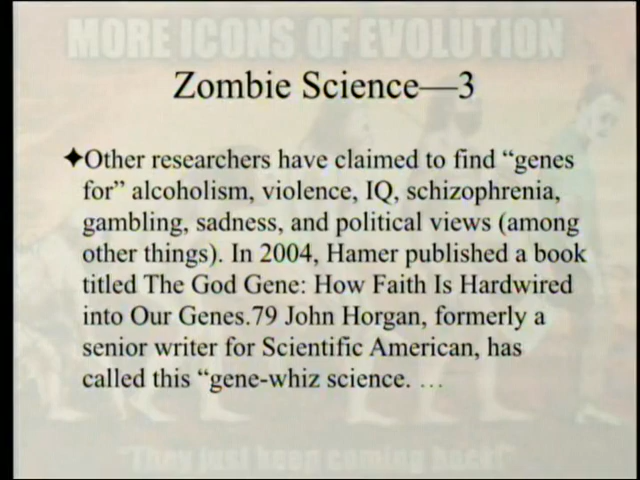 MORE ICONS OF EVOLUTION
Zombie Science—3
✦Other researchers have claimed to find “genes
for” alcoholism, violence, IQ, schizophrenia,
gambling, sadness, and political views (among
other things). In 2004, Hamer published a book
titled The God Gene: How Faith Is Hardwired
into Our Genes.79 John Horgan, formerly a
senior writer for Scientific American, has
called this “gene-whiz science. …
"They just keep coming back!"